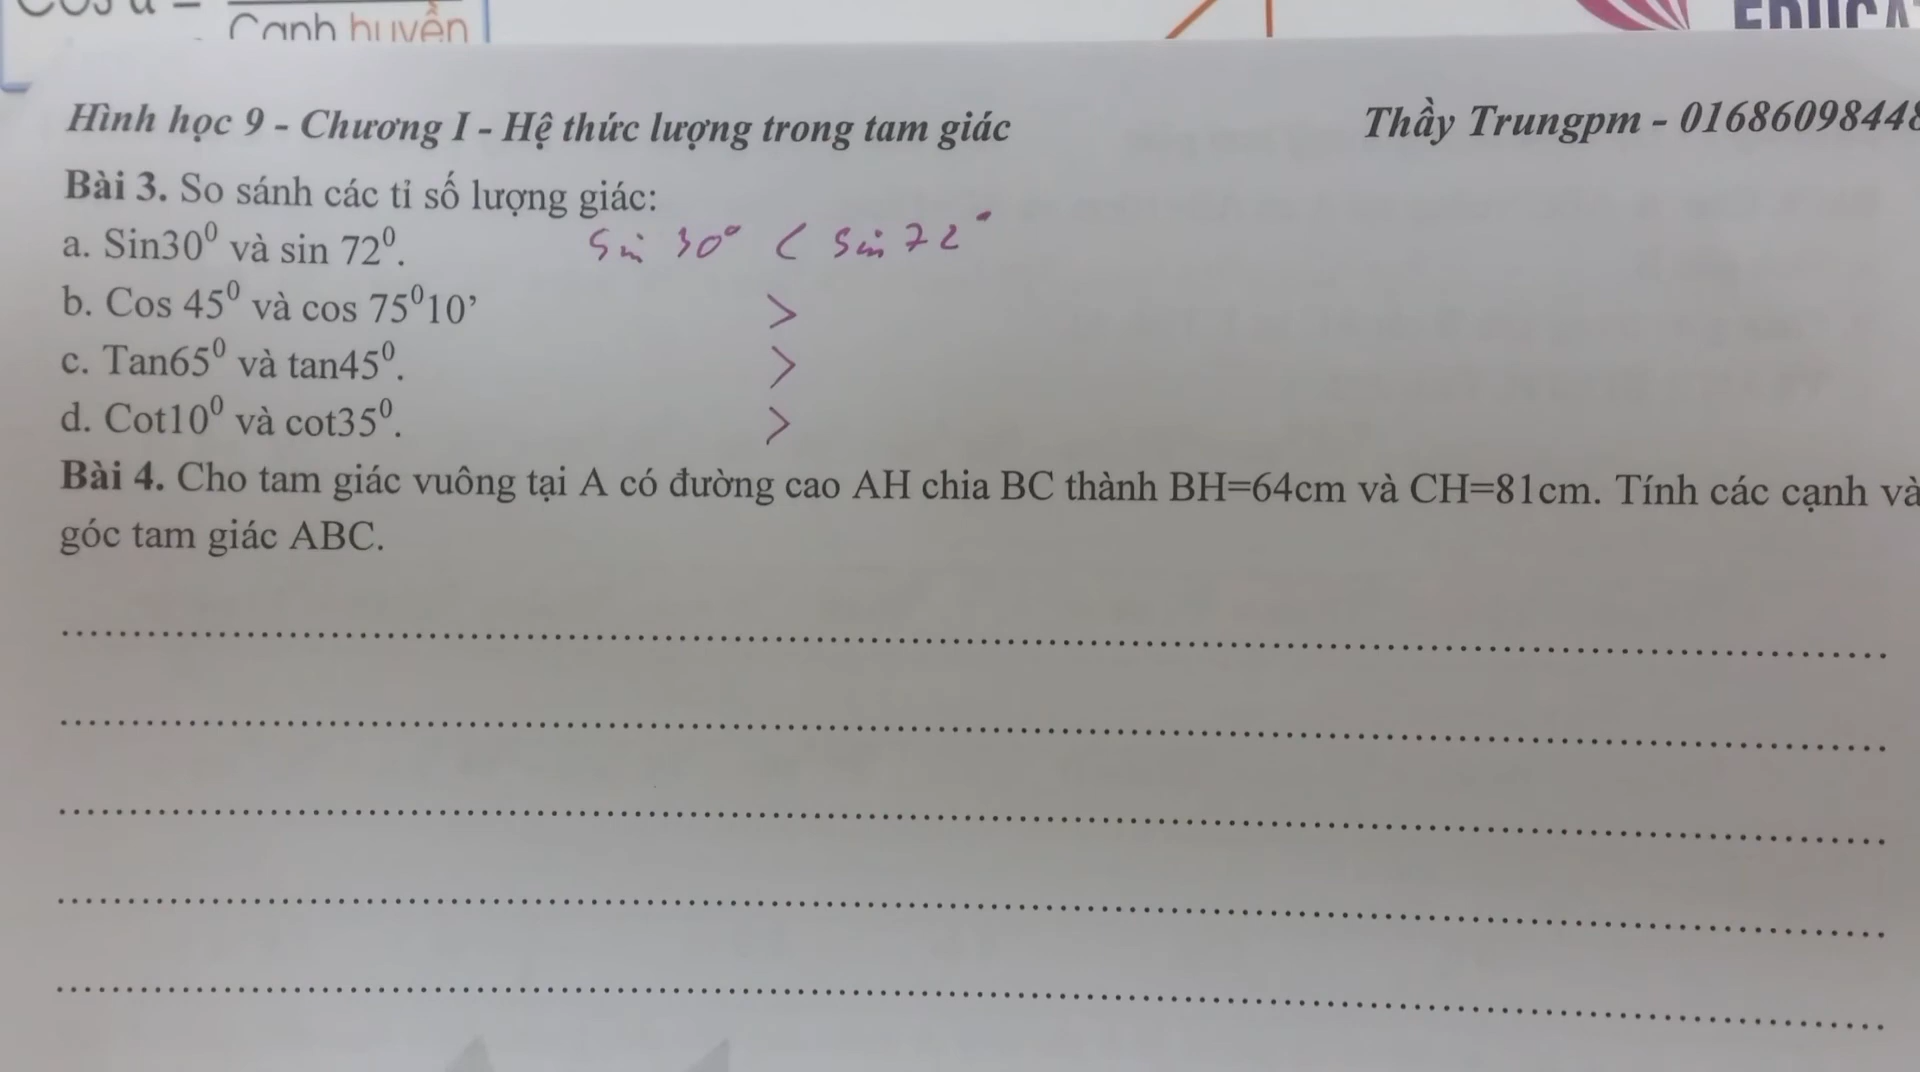 Cạnh huyền
Hình học 9 - Chương I - Hệ thức lượng trong tam giác Thầy Trungpm - 01686098448
Bài 3. So sánh các tỉ số lượng giác:
a. Sin30⁰ và sin 72⁰. Sin 30° < Sin 72°
b. Cos 45⁰ và cos 75⁰10’ >
c. Tan65⁰ và tan45⁰. >
d. Cot10⁰ và cot35⁰. >
Bài 4. Cho tam giác vuông tại A có đường cao AH chia BC thành BH=64cm và CH=81cm. Tính các cạnh và
góc tam giác ABC.